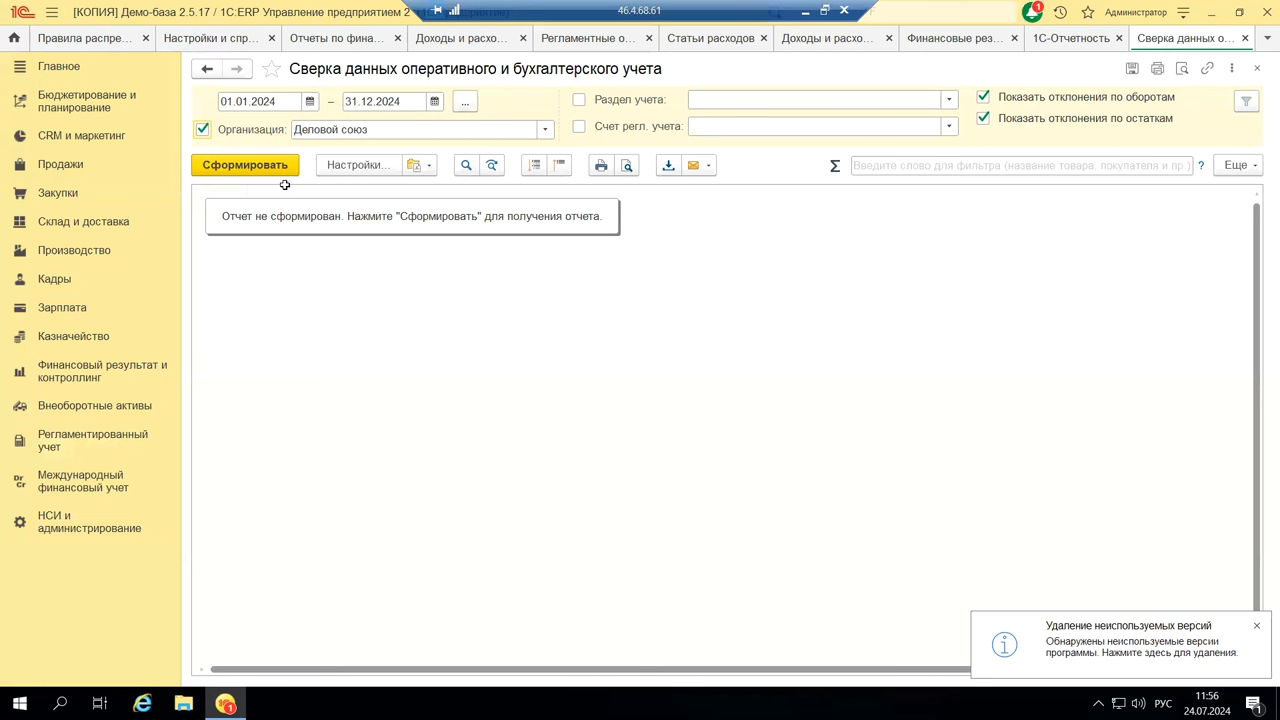 [КОПИЯ] Демо-база 2.5.17 / 1С:ERP Управление предприятием 2
46.4.68.61
1
Администратор
Правила распре...
Настройки и спр...
Отчеты по фина...
Доходы и расхо...
Регламентные о...
Статьи расходов
Доходы и расхо...
Финансовые рез...
1С-Отчетность
Сверка данных о...
Главное
Бюджетирование и
планирование
CRM и маркетинг
Продажи
Закупки
Склад и доставка
Производство
Кадры
Зарплата
Казначейство
Финансовый результат и
контроллинг
Внеоборотные активы
Регламентированный
учет
Международный
финансовый учет
НСИ и
администрирование
Сверка данных оперативного и бухгалтерского учета
01.01.2024 – 31.12.2024 ...
Раздел учета:
Показать отклонения по оборотам
Организация: Деловой союз
Счет регл. учета:
Показать отклонения по остаткам
Сформировать
Настройки...
Σ
Введите слово для фильтра (название товара, покупателя и пр.)
?
Еще
Отчет не сформирован. Нажмите "Сформировать" для получения отчета.
Удаление неиспользуемых версий
Обнаружены неиспользуемые версии
программы. Нажмите здесь для удаления.
1
РУС
11:56
24.07.2024
1